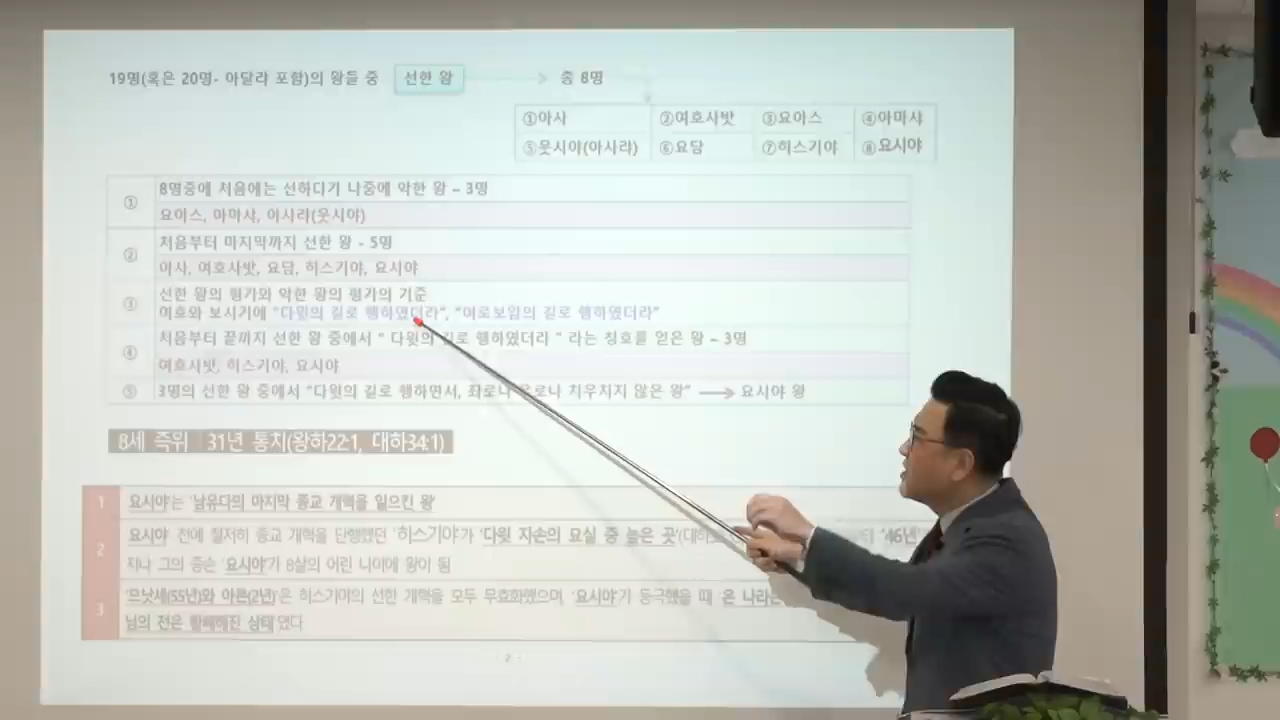 19명(혹은 20명- 아달랴 포함)의 왕들 중 선한 왕 총 8명
①아사 ②여호사밧 ③요아스 ④아마샤
⑤웃시야(아사랴) ⑥요담 ⑦히스기야 ⑧요시야
① 8명중에 처음에는 선하다가 나중에 악한 왕 – 3명
요아스, 아마샤, 아사랴(웃시야)
② 처음부터 마지막까지 선한 왕 - 5명
아사, 여호사밧, 요담, 히스기야, 요시야
③ 선한 왕의 평가와 악한 왕의 평가의 기준
여호와 보시기에 "다윗의 길로 행하였더라", "여로보암의 길로 행하였더라"
④ 처음부터 끝까지 선한 왕 중에서 " 다윗의 길로 행하였더라 " 라는 칭호를 얻은 왕 – 3명
여호사밧, 히스기야, 요시야
⑤ 3명의 선한 왕 중에서 "다윗의 길로 행하면서, 좌로나 우로나 치우치지 않은 왕" → 요시야 왕
8세 즉위 31년 통치(왕하22:1, 대하34:1)
1 '요시야'는 '남유다의 마지막 종교 개혁을 일으킨 왕'
2 '요시야' 전에 철저히 종교 개혁을 단행했던 '히스기야'가 '다윗 자손의 묘실 중 높은 곳'(대하 '46년'
지나 그의 증손 '요시야'가 8살의 어린 나이에 왕이 됨
3 '므낫세(55년)와 아몬(2년)'은 히스기야의 선한 개혁을 모두 무효화했으며, '요시야'가 등극했을 때 '온 나라
님의 전은 황폐해진 상태'였다
- 2 -